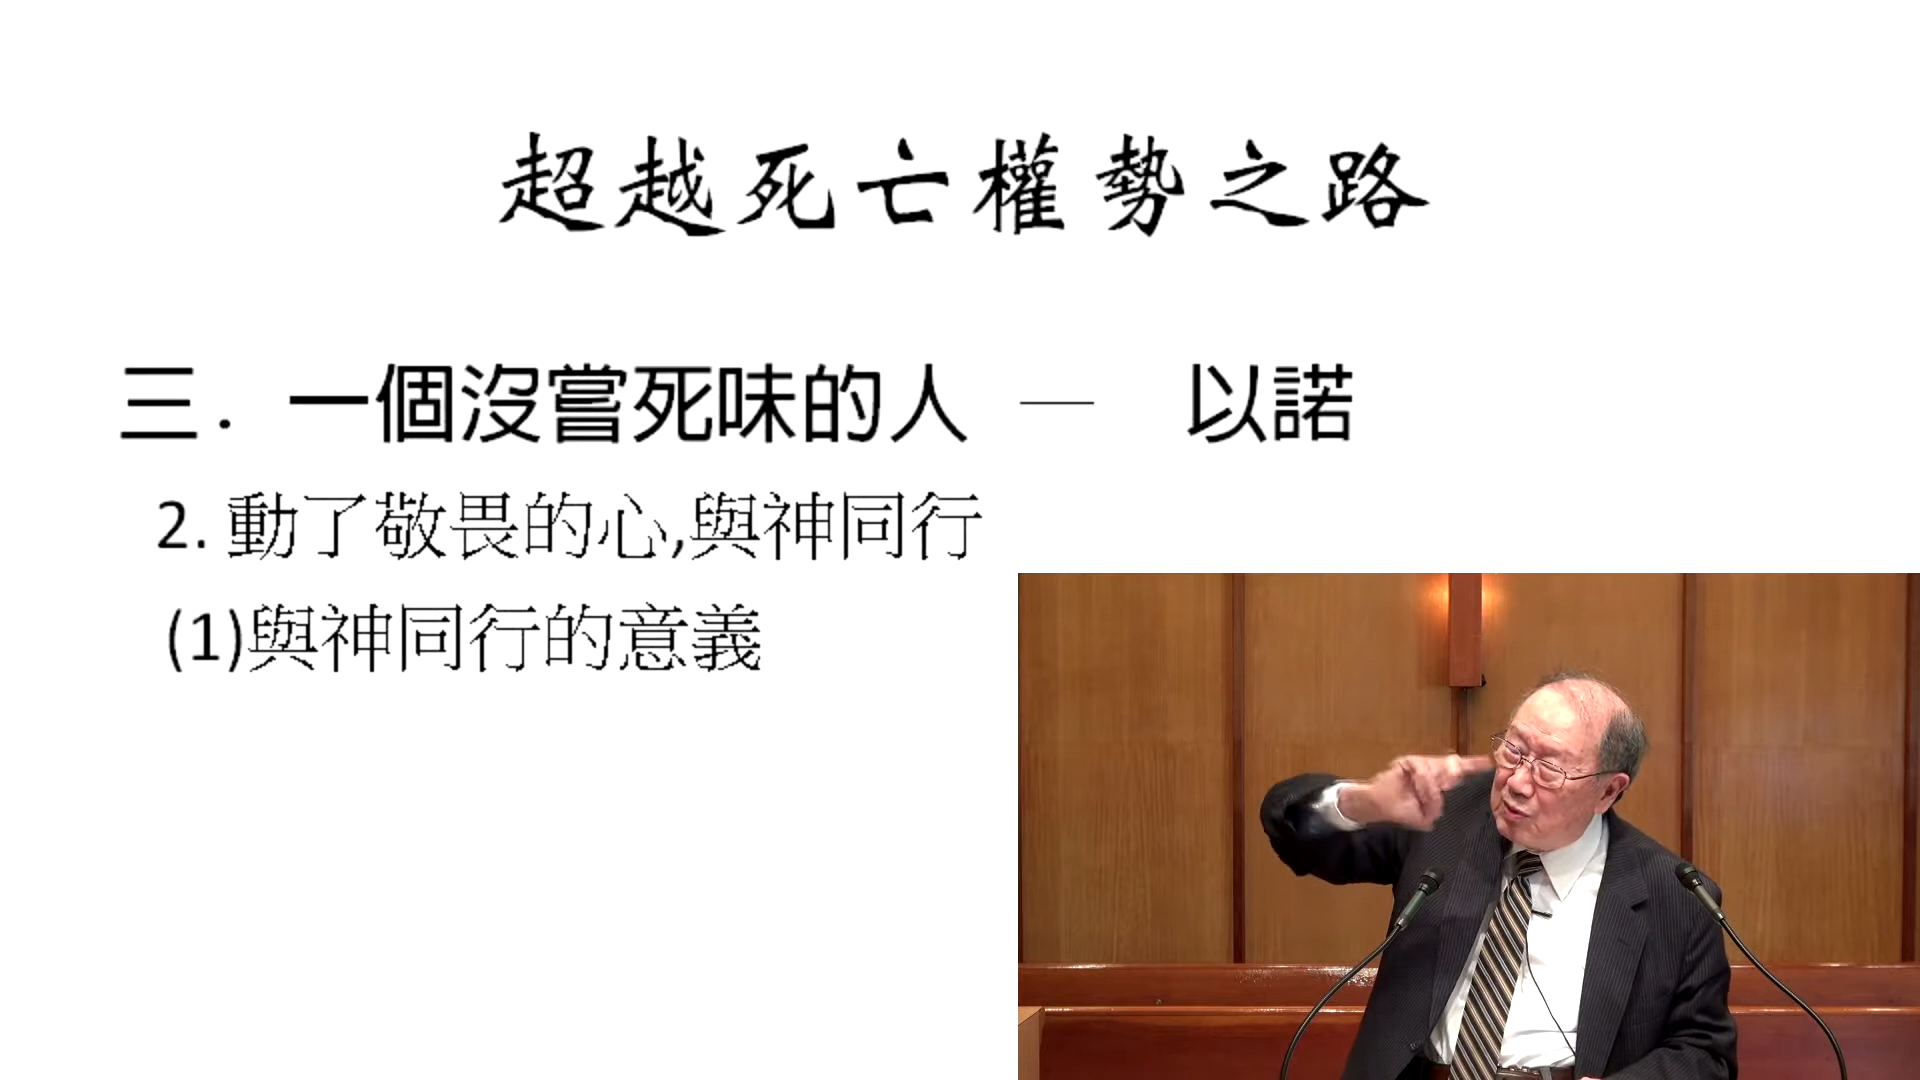 超越死亡權勢之路
三. 一個沒嘗死味的人 — 以諾
2. 動了敬畏的心,與神同行
(1)與神同行的意義